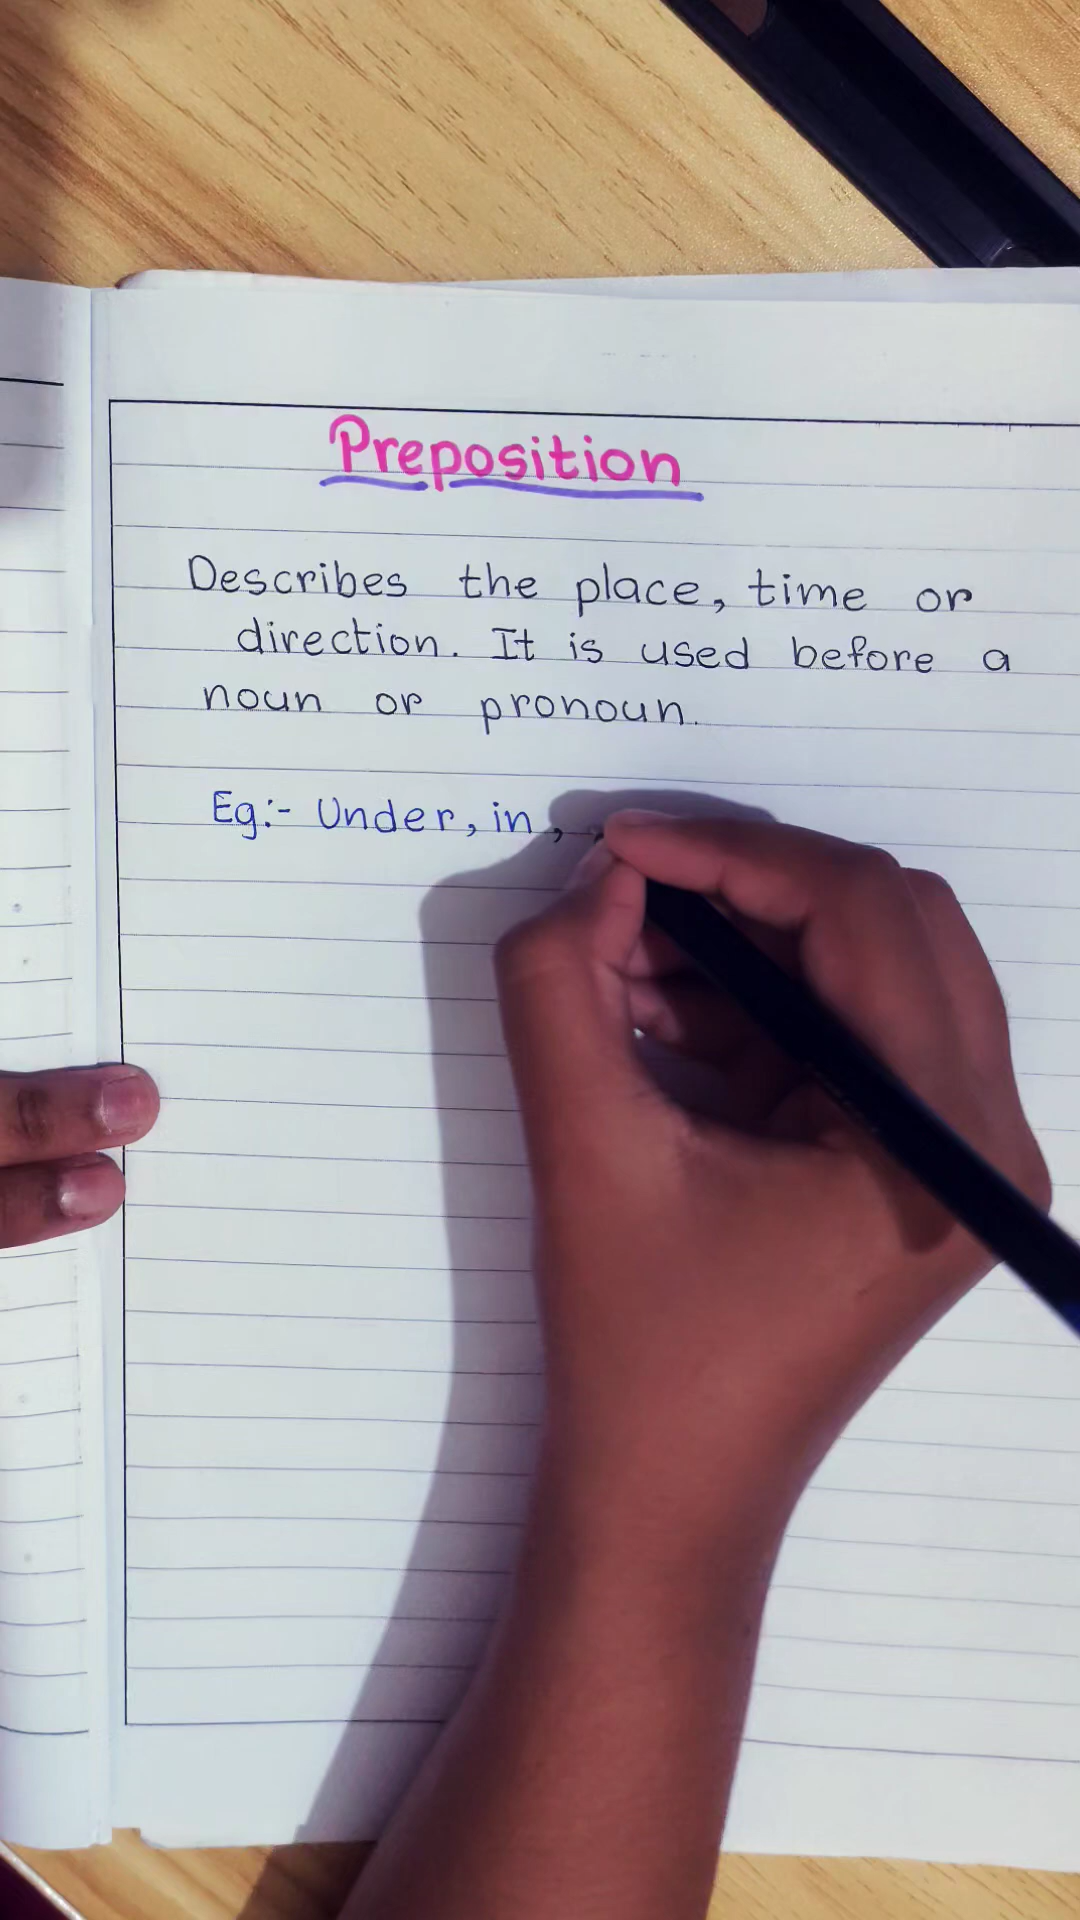 Preposition
Describes the place, time or
direction. It is used before a
noun or pronoun.
Eg:- Under, in,